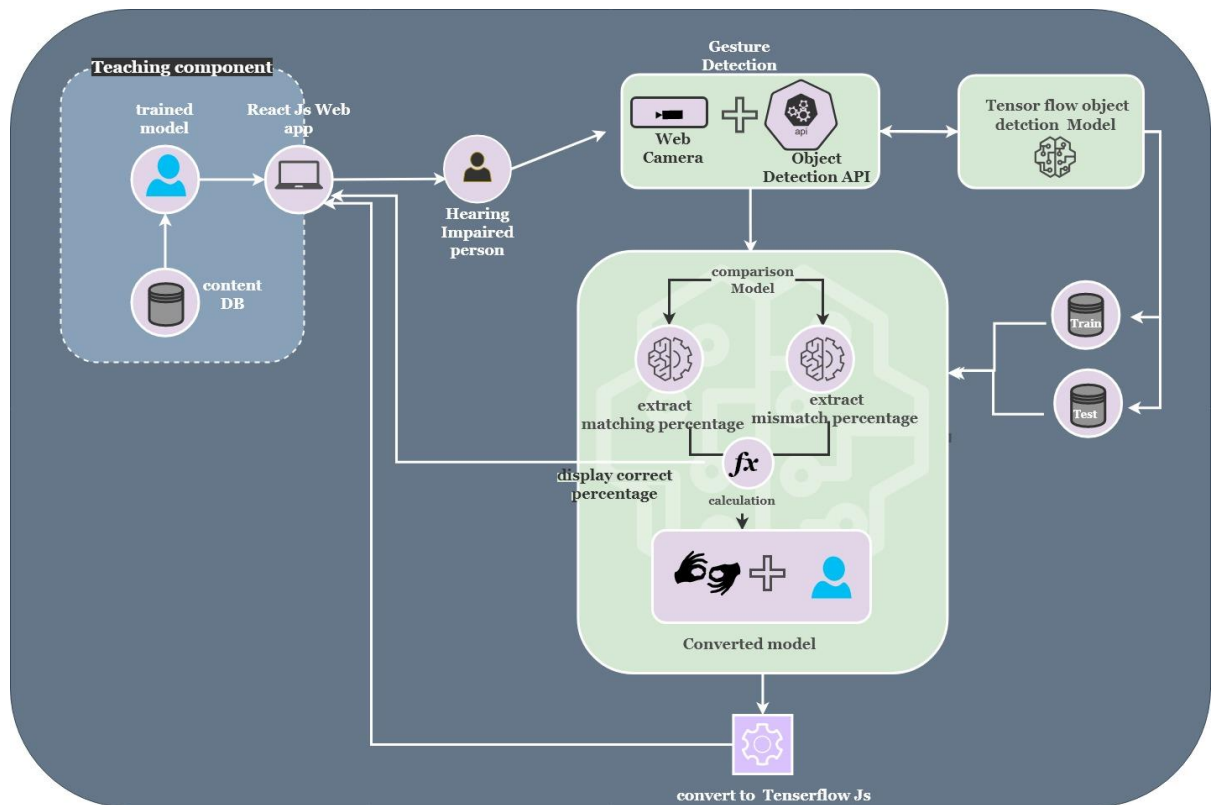 Teaching component
trained
model
React Js Web
app
content
DB
Hearing
Impaired
person
Gesture
Detection
Web
Camera
api
Object
Detection API
Tensor flow object
detction Model
Train
Test
comparison
Model
extract
matching percentage
extract
mismatch percentage
fx
calculation
display correct
percentage
Converted model
convert to Tenserflow Js